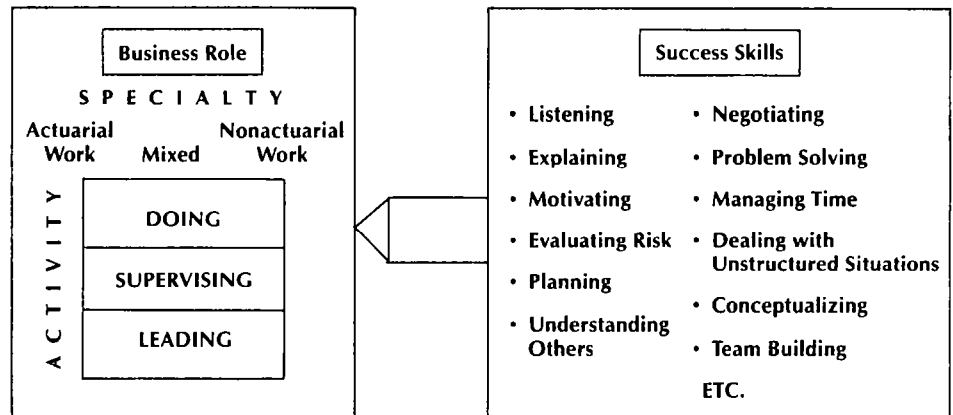 Business Role
S P E C I A L T Y
Actuarial Work
Mixed
Nonactuarial Work
A C T I V I T Y
DOING
SUPERVISING
LEADING
Success Skills
• Listening
• Explaining
• Motivating
• Evaluating Risk
• Planning
• Understanding
Others
• Negotiating
• Problem Solving
• Managing Time
• Dealing with
Unstructured Situations
• Conceptualizing
• Team Building
ETC.